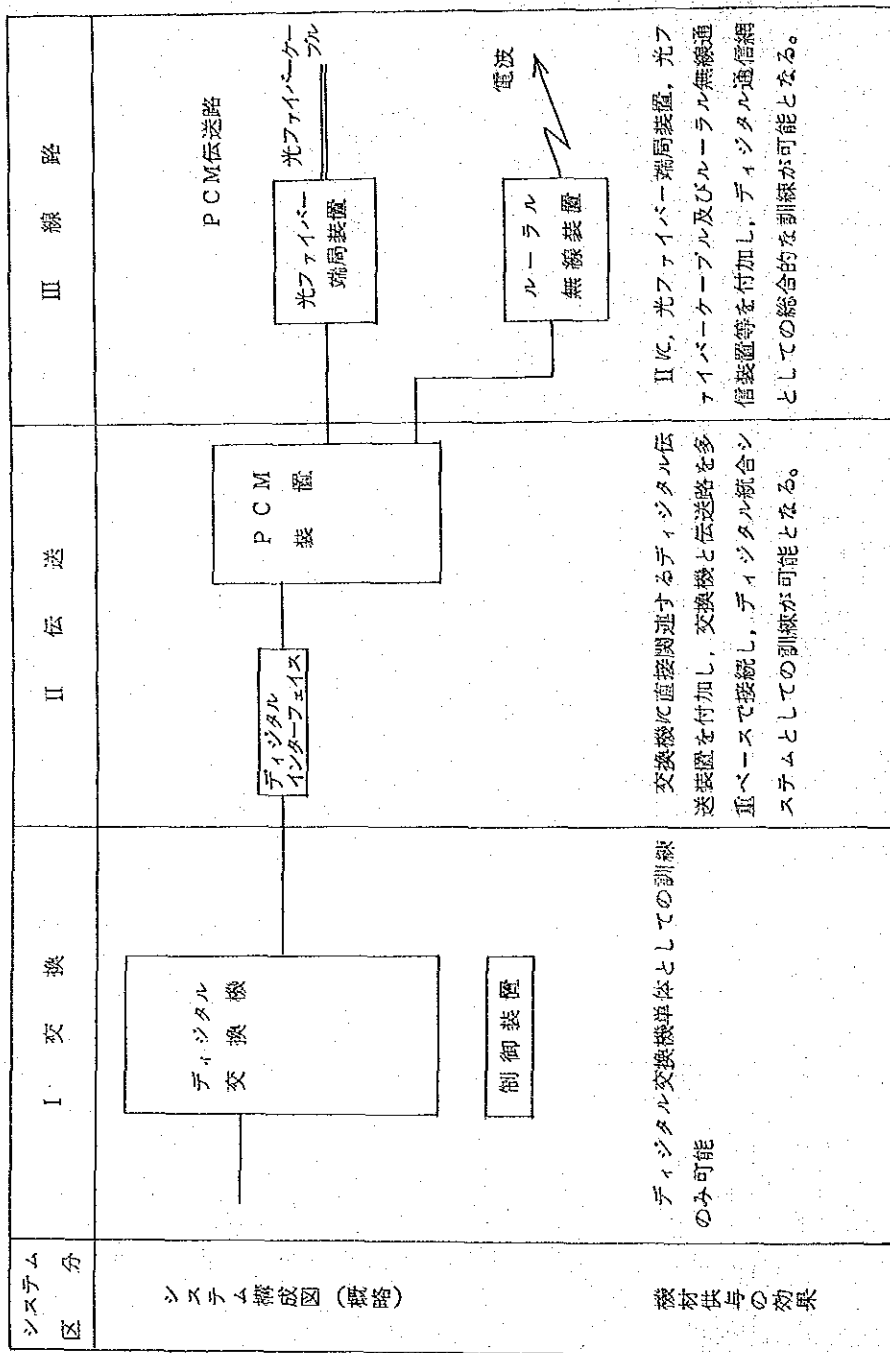 システム
区分
I 交換
II 伝送
III 線路
システム構成図(概略)
ディジタル
交換機
制御装置
ディジタル
インターフェイス
PCM
装置
PCM伝送路
光ファイバー
端局装置
光ファイバーケー
ブル
ルーラル
無線装置
電波
機材供与の効果
ディジタル交換機単体としての訓練
のみ可能
交換機に直接関連するディジタル伝
送装置を付加し,交換機と伝送路を多
重ベースで接続し,ディジタル統合シ
ステムとしての訓練が可能となる。
IIに,光ファイバー端局装置,光フ
ァイバーケーブル及びルーラル無線通
信装置等を付加し,ディジタル通信網
としての総合的な訓練が可能となる。